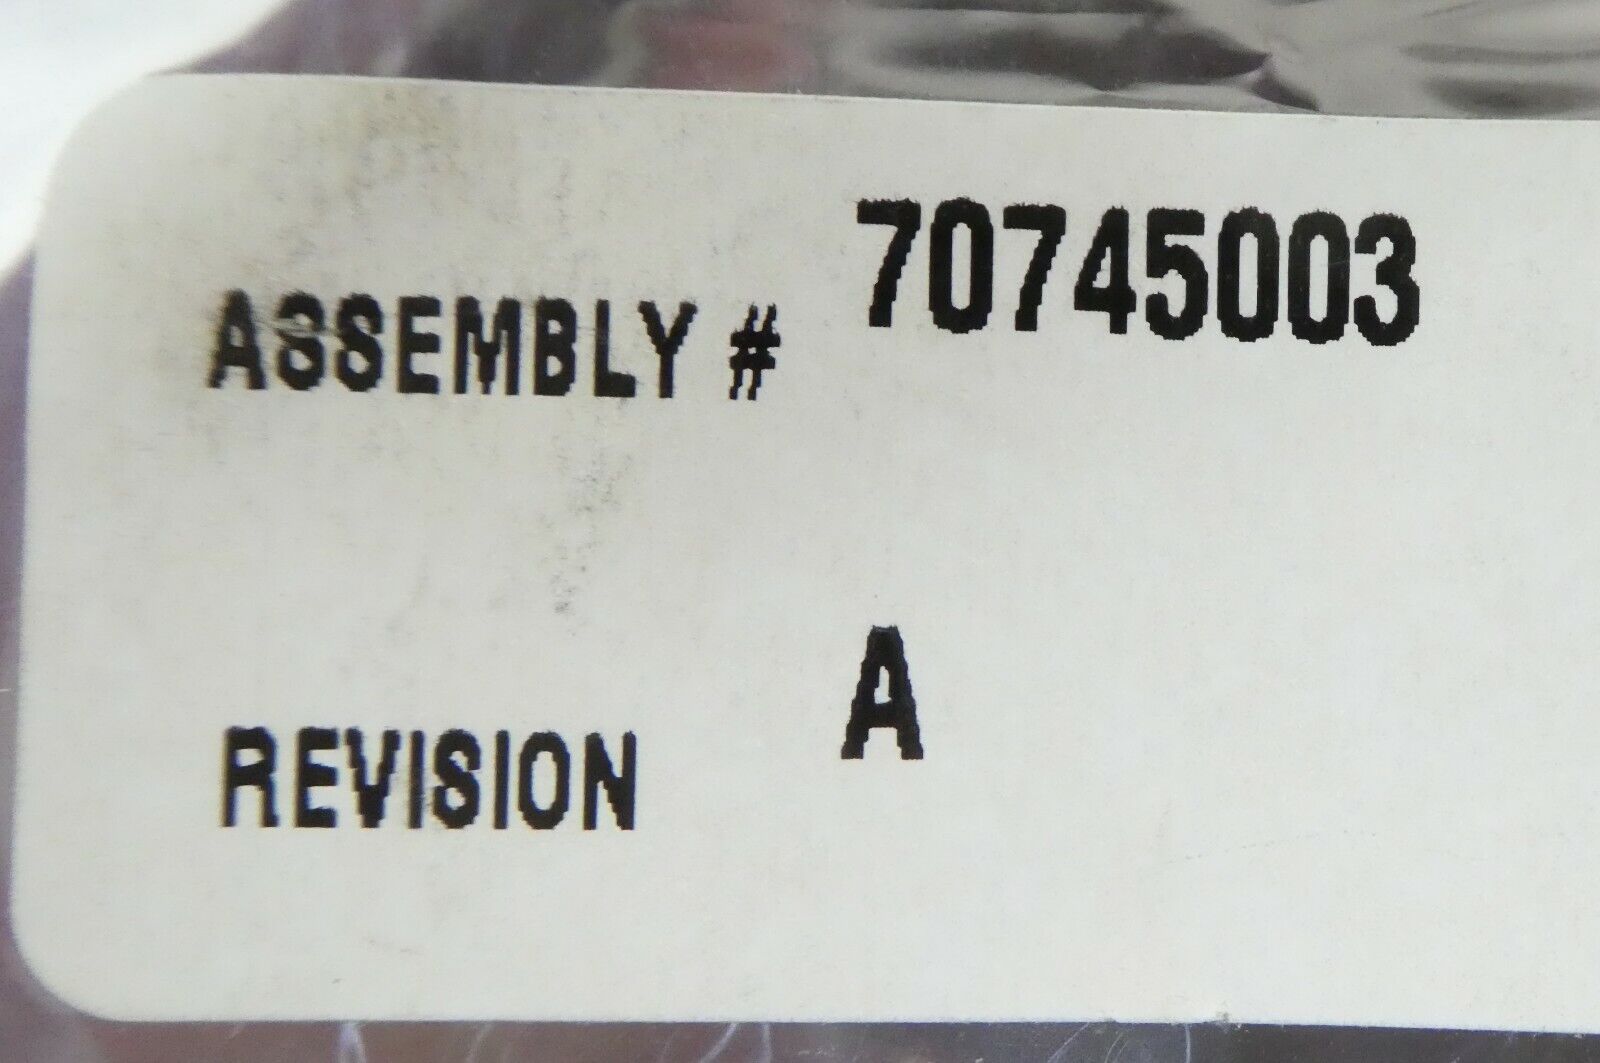 ASSEMBLY # 70745003
REVISION A